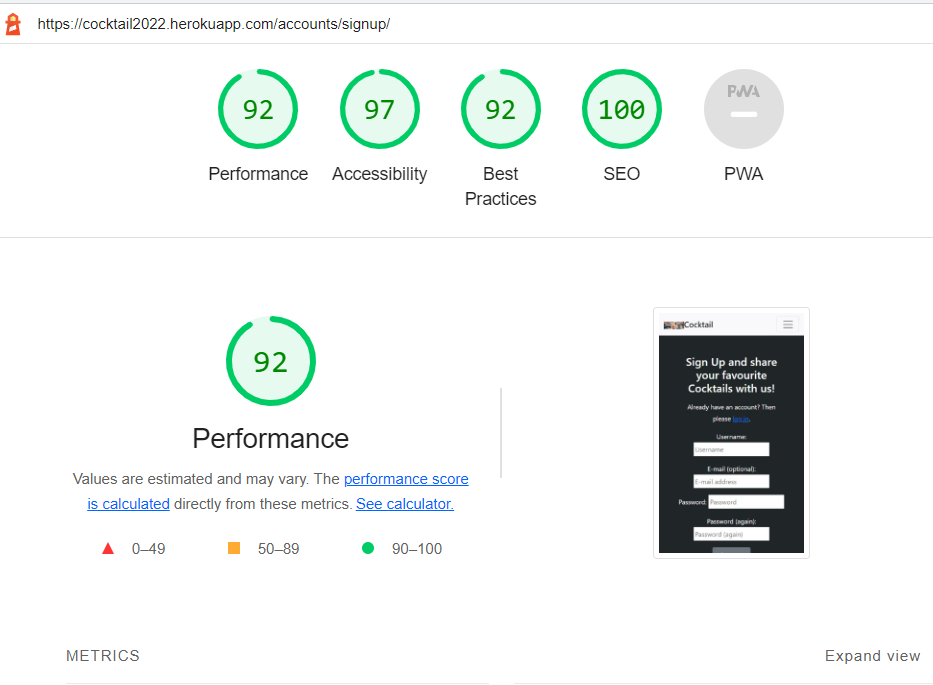 https://cocktail2022.herokuapp.com/accounts/signup/
92
97
92
100
PWA
Performance
Accessibility
Best
Practices
SEO
PWA
92
Performance
Values are estimated and may vary. The performance score
is calculated directly from these metrics. See calculator.
0–49
50–89
90–100
Cocktail
Sign Up and share
your favourite
Cocktails with us!
Already have an account? Then
please log in.
Username:
Username
E-mail (optional):
E-mail address
Password: Password
Password (again):
Password (again)
METRICS
Expand view